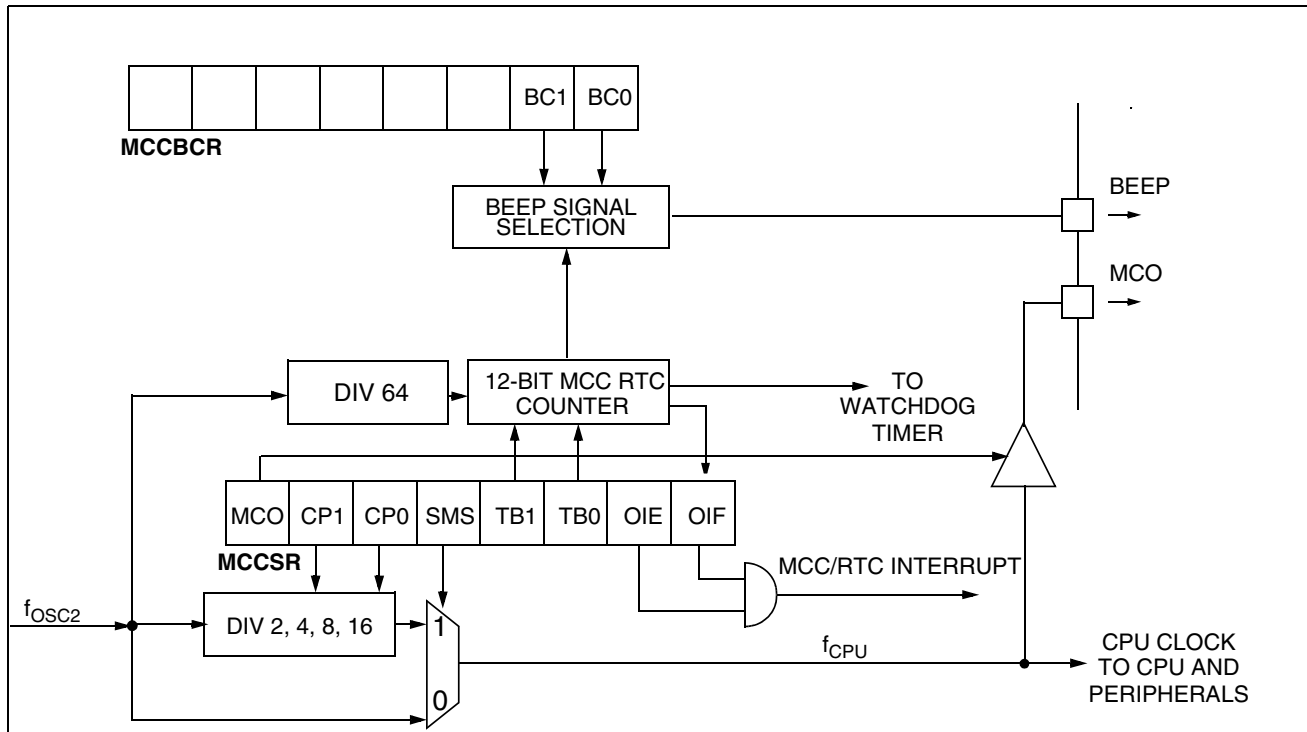 BC1 BC0
MCCBCR
BEEP SIGNAL
SELECTION
BEEP
MCO
DIV 64
12-BIT MCC RTC
COUNTER
TO
WATCHDOG
TIMER
MCO CP1 CP0 SMS TB1 TB0 OIE OIF
MCCSR
MCC/RTC INTERRUPT
fOSC2
DIV 2, 4, 8, 16
1
0
fCPU
CPU CLOCK
TO CPU AND
PERIPHERALS